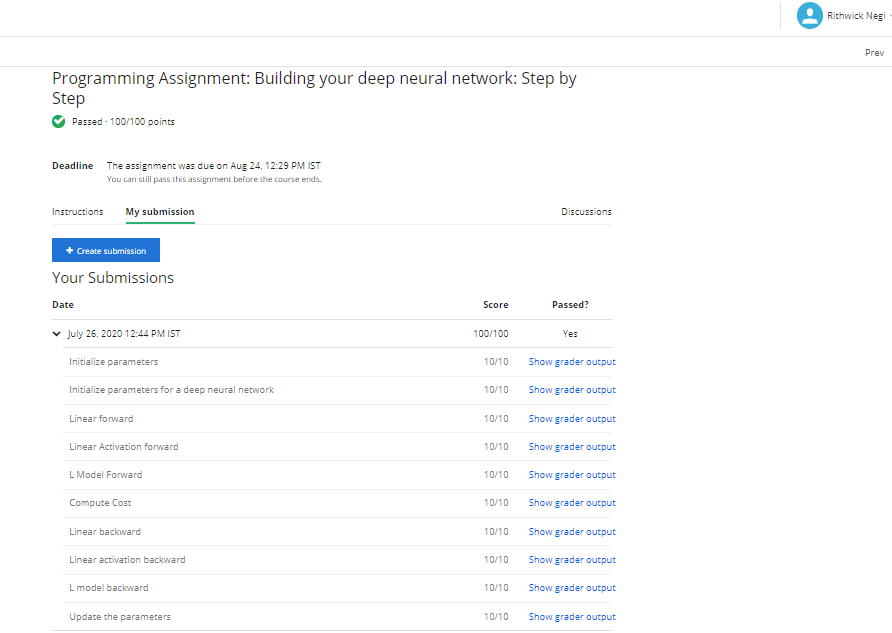 Rithwick Negi
Prev
Programming Assignment: Building your deep neural network: Step by
Step
Passed · 100/100 points
Deadline The assignment was due on Aug 24, 12:29 PM IST
You can still pass this assignment before the course ends.
Instructions My submission Discussions
+ Create submission
Your Submissions
Date Score Passed?
July 26, 2020 12:44 PM IST 100/100 Yes
Initialize parameters 10/10 Show grader output
Initialize parameters for a deep neural network 10/10 Show grader output
Linear forward 10/10 Show grader output
Linear Activation forward 10/10 Show grader output
L Model Forward 10/10 Show grader output
Compute Cost 10/10 Show grader output
Linear backward 10/10 Show grader output
Linear activation backward 10/10 Show grader output
L model backward 10/10 Show grader output
Update the parameters 10/10 Show grader output